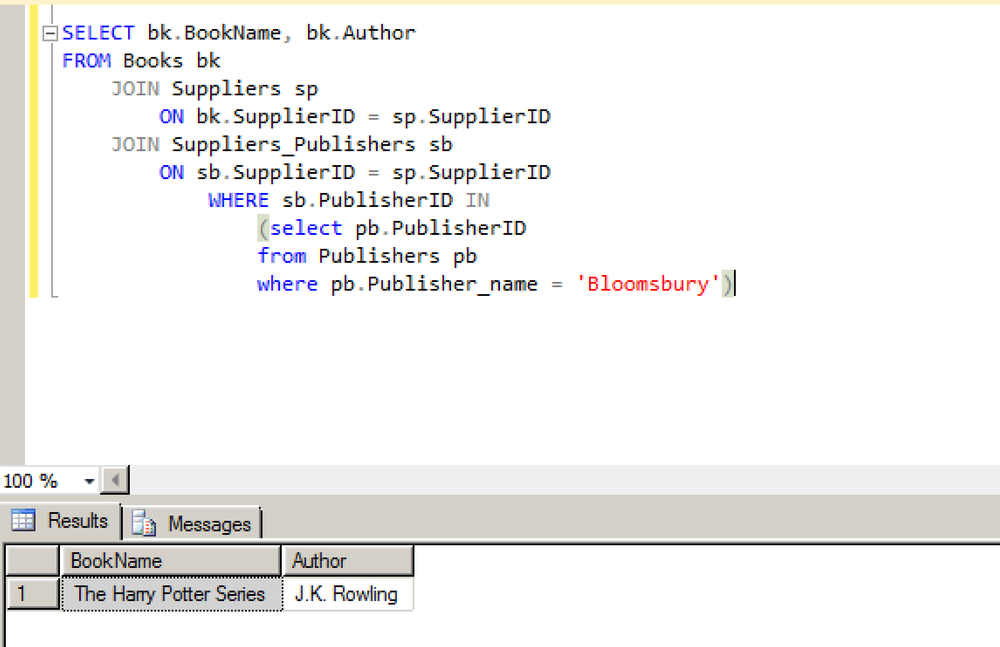 SELECT bk.BookName, bk.Author
FROM Books bk
JOIN Suppliers sp
ON bk.SupplierID = sp.SupplierID
JOIN Suppliers_Publishers sb
ON sb.SupplierID = sp.SupplierID
WHERE sb.PublisherID IN
(select pb.PublisherID
from Publishers pb
where pb.Publisher_name = 'Bloomsbury')
100 %
Results Messages
BookName Author
1 The Harry Potter Series J.K. Rowling